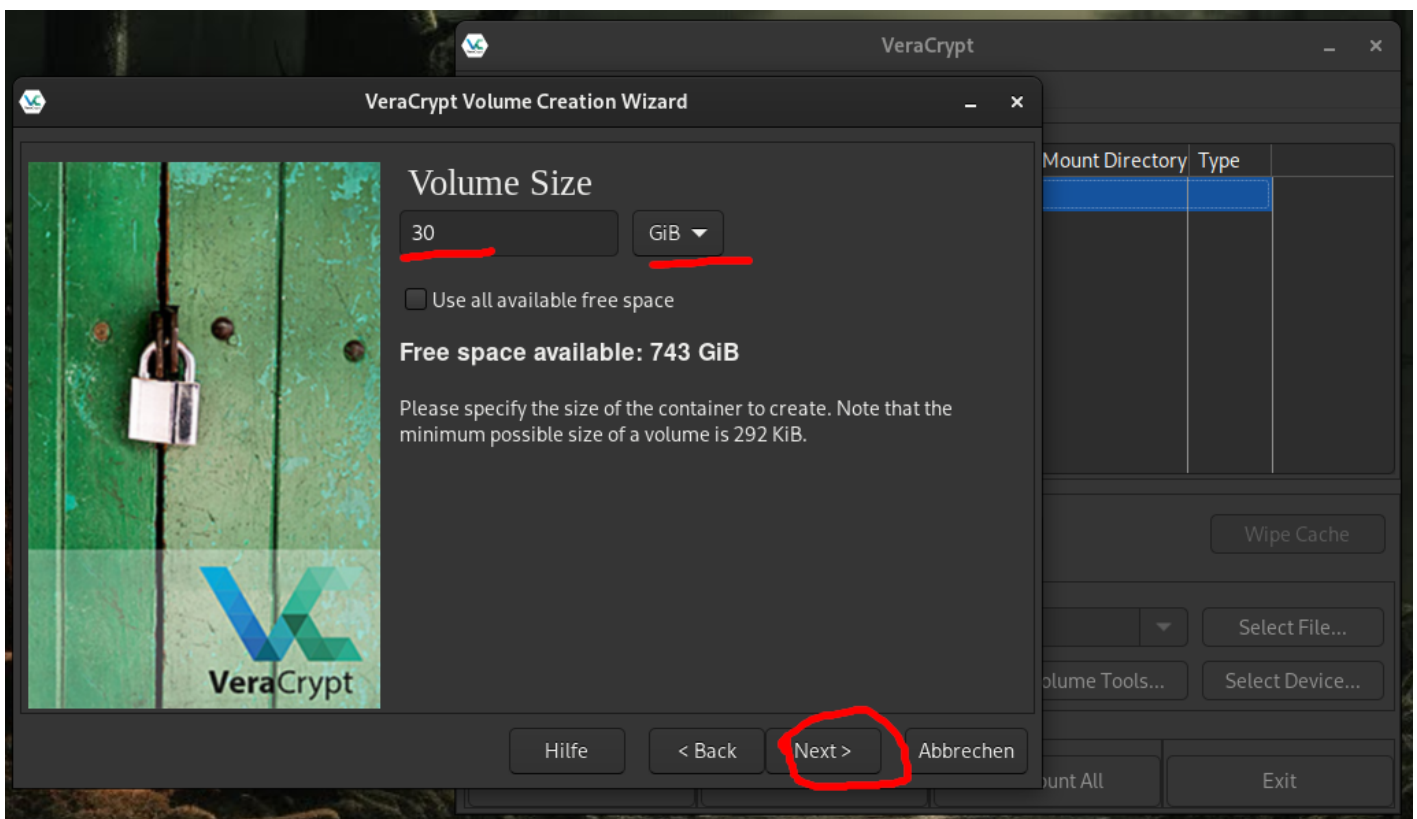 VeraCrypt
VeraCrypt Volume Creation Wizard
Mount Directory Type
Volume Size
30 GiB
Use all available free space
Free space available: 743 GiB
Please specify the size of the container to create. Note that the
minimum possible size of a volume is 292 KiB.
Wipe Cache
Select File...
VeraCrypt
olume Tools... Select Device...
Hilfe < Back Next > Abbrechen
ount All Exit